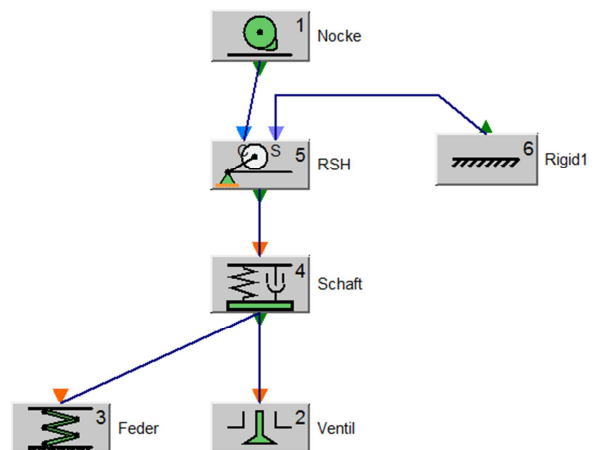 1
Nocke
C S
5
RSH
6
Rigid1
4
Schaft
3
Feder
2
Ventil